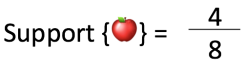 Support {🍎} = 4/8